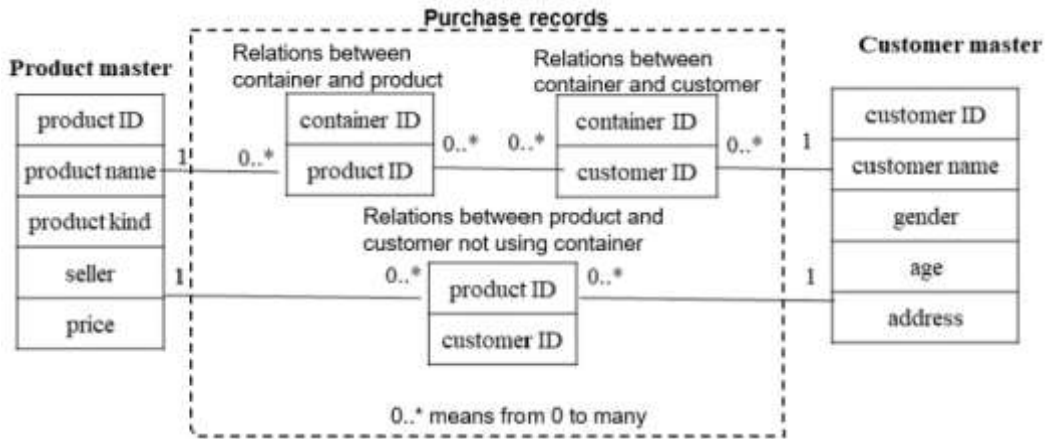 Purchase records
Product master
product ID
product name
product kind
seller
price
Relations between
container and product
container ID
product ID
Relations between
container and customer
container ID
customer ID
Customer master
customer ID
customer name
gender
age
address
1
0..*
0..*
0..*
0..*
1
Relations between product and
customer not using container
product ID
customer ID
1
0..*
0..*
1
0..* means from 0 to many